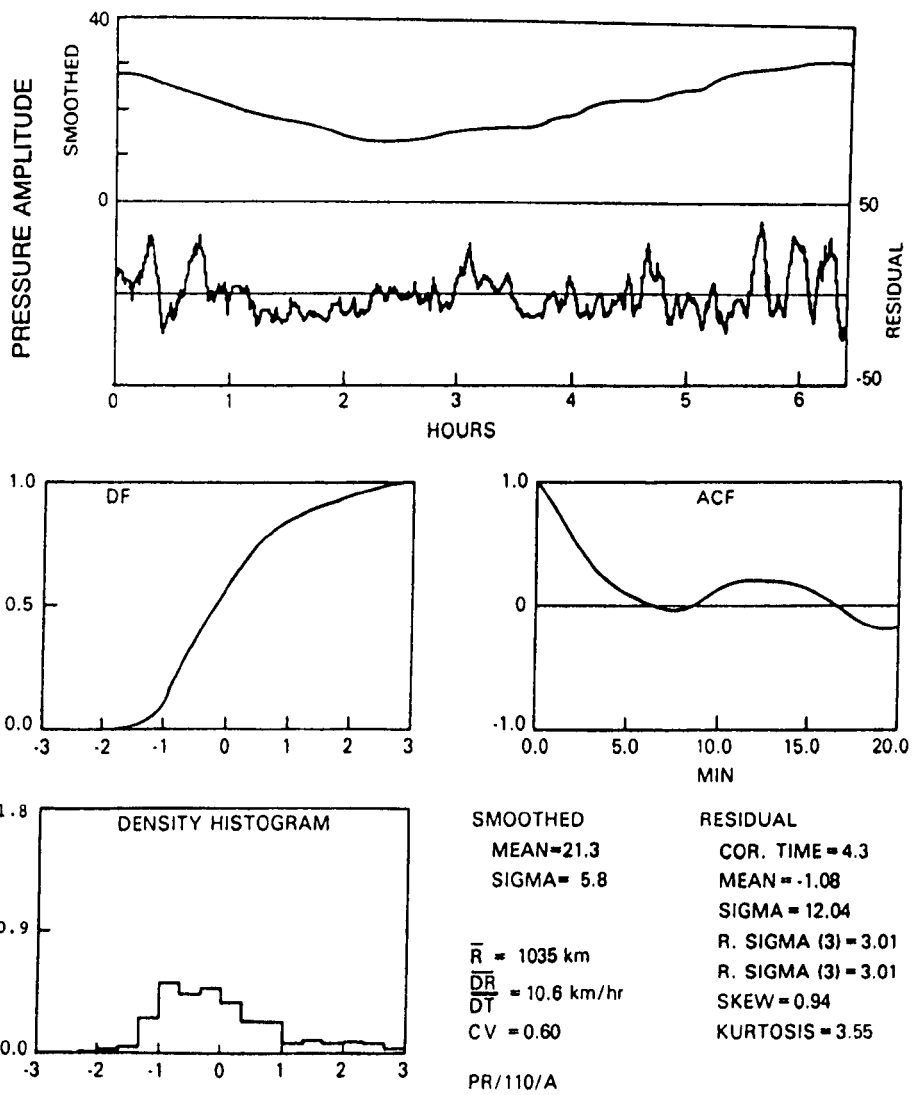 40
SMOOTHED
PRESSURE AMPLITUDE
20
0
50
RESIDUAL
-50
0 1 2 3 4 5 6
HOURS
1.0
DF
0.5
0.0
-3 -2 -1 0 1 2 3
1.0
ACF
0
-1.0
0.0 5.0 10.0 15.0 20.0
MIN
1.8
DENSITY HISTOGRAM
0.9
0.0
-3 -2 -1 0 1 2 3
SMOOTHED
MEAN=21.3
SIGMA= 5.8
R̅ = 1035 km
D̅R̅
DT = 10.6 km/hr
CV = 0.60
PR/110/A
RESIDUAL
COR. TIME = 4.3
MEAN = -1.08
SIGMA = 12.04
R. SIGMA (3) = 3.01
R. SIGMA (3) = 3.01
SKEW = 0.94
KURTOSIS = 3.55